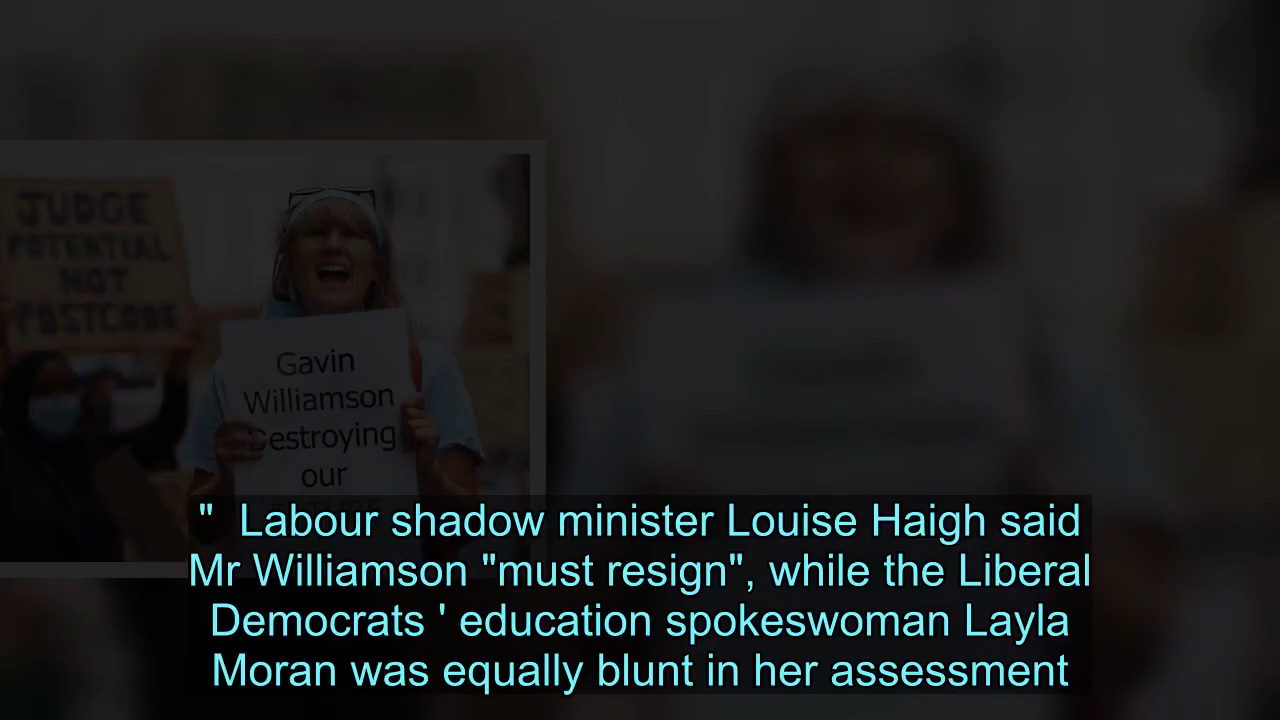 JUDGE
POTENTIAL
NOT
POSTCODE
Gavin
Williamson
Destroying
our
" Labour shadow minister Louise Haigh said
Mr Williamson "must resign", while the Liberal
Democrats ' education spokeswoman Layla
Moran was equally blunt in her assessment